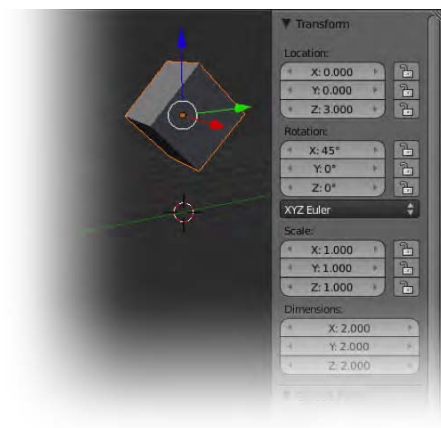 Transform
Location:
X: 0.000
Y: 0.000
Z: 3.000
Rotation:
X: 45°
Y: 0°
Z: 0°
XYZ Euler
Scale:
X: 1.000
Y: 1.000
Z: 1.000
Dimensions:
X: 2.000
Y: 2.000
Z: 2.000